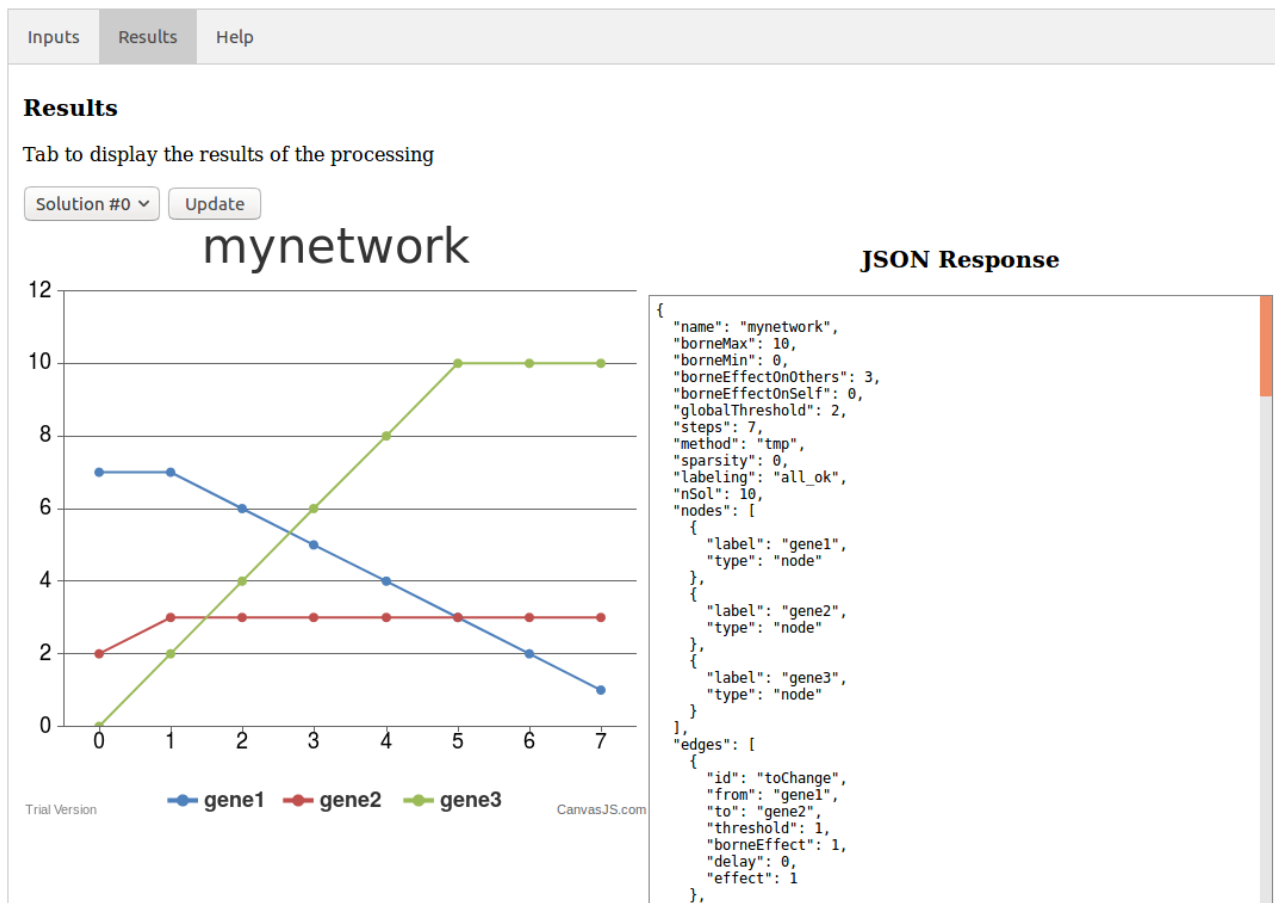 Inputs Results Help
Results
Tab to display the results of the processing
Solution #0 Update
mynetwork
12
10
8
6
4
2
0
0 1 2 3 4 5 6 7
gene1 gene2 gene3
Trial Version
CanvasJS.com
JSON Response
{
  "name": "mynetwork",
  "borneMax": 10,
  "borneMin": 0,
  "borneEffectOnOthers": 3,
  "borneEffectOnSelf": 0,
  "globalThreshold": 2,
  "steps": 7,
  "method": "tmp",
  "sparsity": 0,
  "labeling": "all_ok",
  "nSol": 10,
  "nodes": [
    {
      "label": "gene1",
      "type": "node"
    },
    {
      "label": "gene2",
      "type": "node"
    },
    {
      "label": "gene3",
      "type": "node"
    }
  ],
  "edges": [
    {
      "id": "toChange",
      "from": "gene1",
      "to": "gene2",
      "threshold": 1,
      "borneEffect": 1,
      "delay": 0,
      "effect": 1
    },